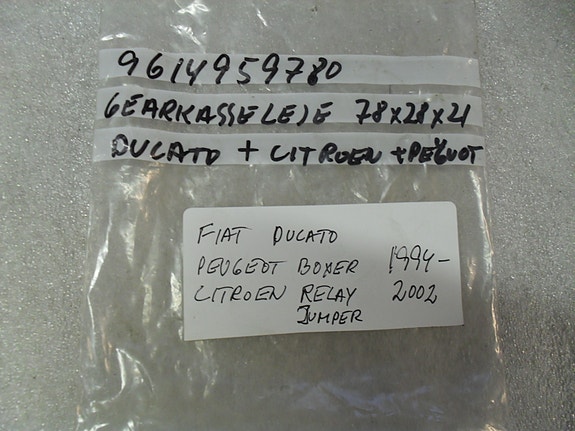 9614959780
GEARKASSELEJE 78x28x21
DUCATO + CITROEN + PEUGOT
FIAT DUCATO
PEUGEOT BOXER 1994-
CITROEN RELAY 2002
JUMPER